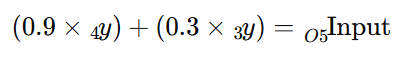 (0.9 × ₄y) + (0.3 × ₃y) = ₀₅Input